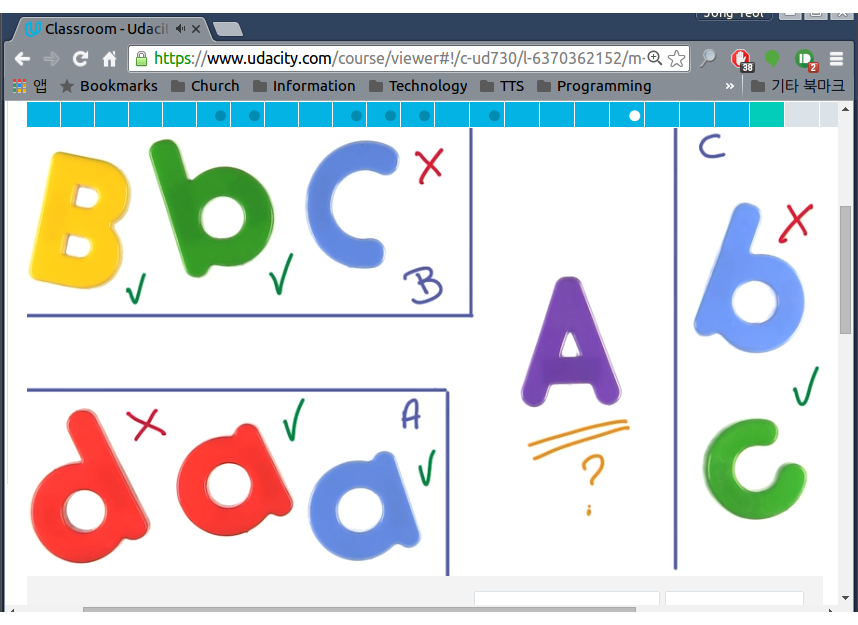 Jong Yeol
Classroom - Udaci
https://www.udacity.com/course/viewer#!/c-ud730/l-6370362152/m-
38
2
앱 Bookmarks Church Information Technology TTS Programming » 기타 북마크
B b C X
B
C
b X
A
?
A
d X a a
c